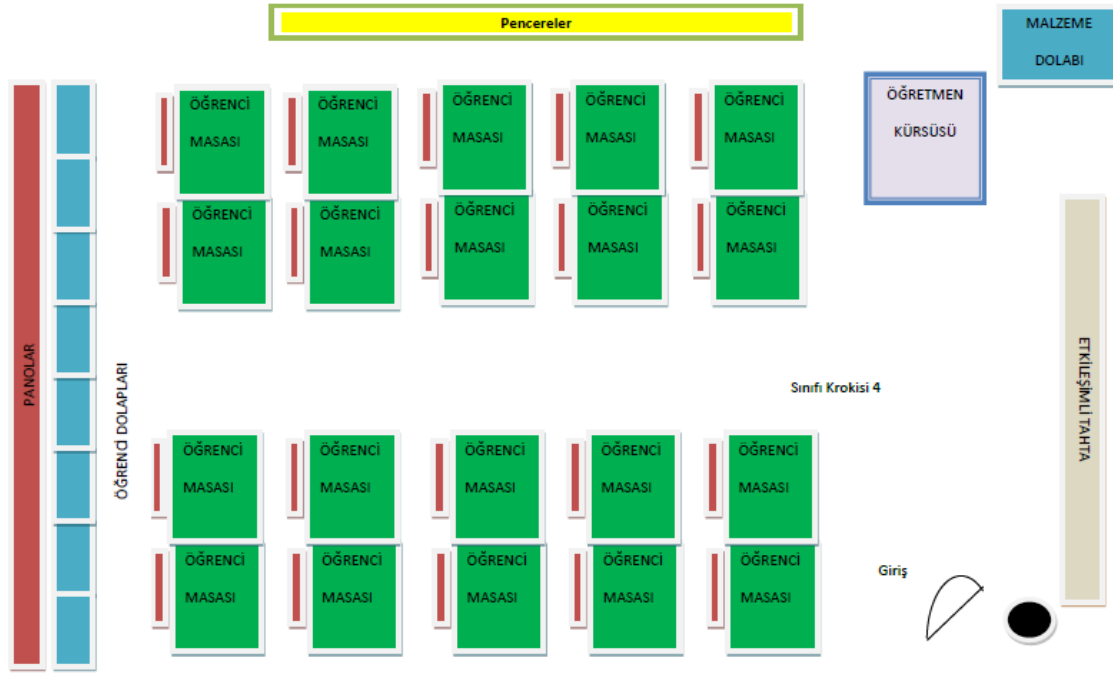 Pencereler
MALZEME
DOLABI
ÖĞRENCİ
MASASI
ÖĞRENCİ
MASASI
ÖĞRENCİ
MASASI
ÖĞRENCİ
MASASI
ÖĞRENCİ
MASASI
ÖĞRETMEN
KÜRSÜSÜ
ÖĞRENCİ
MASASI
ÖĞRENCİ
MASASI
ÖĞRENCİ
MASASI
ÖĞRENCİ
MASASI
ÖĞRENCİ
MASASI
PANOLAR
ÖĞRENCİ DOLAPLARI
Sınıfı Krokisi 4
ETKİLEŞİMLİ TAHTA
ÖĞRENCİ
MASASI
ÖĞRENCİ
MASASI
ÖĞRENCİ
MASASI
ÖĞRENCİ
MASASI
ÖĞRENCİ
MASASI
ÖĞRENCİ
MASASI
ÖĞRENCİ
MASASI
ÖĞRENCİ
MASASI
ÖĞRENCİ
MASASI
ÖĞRENCİ
MASASI
Giriş